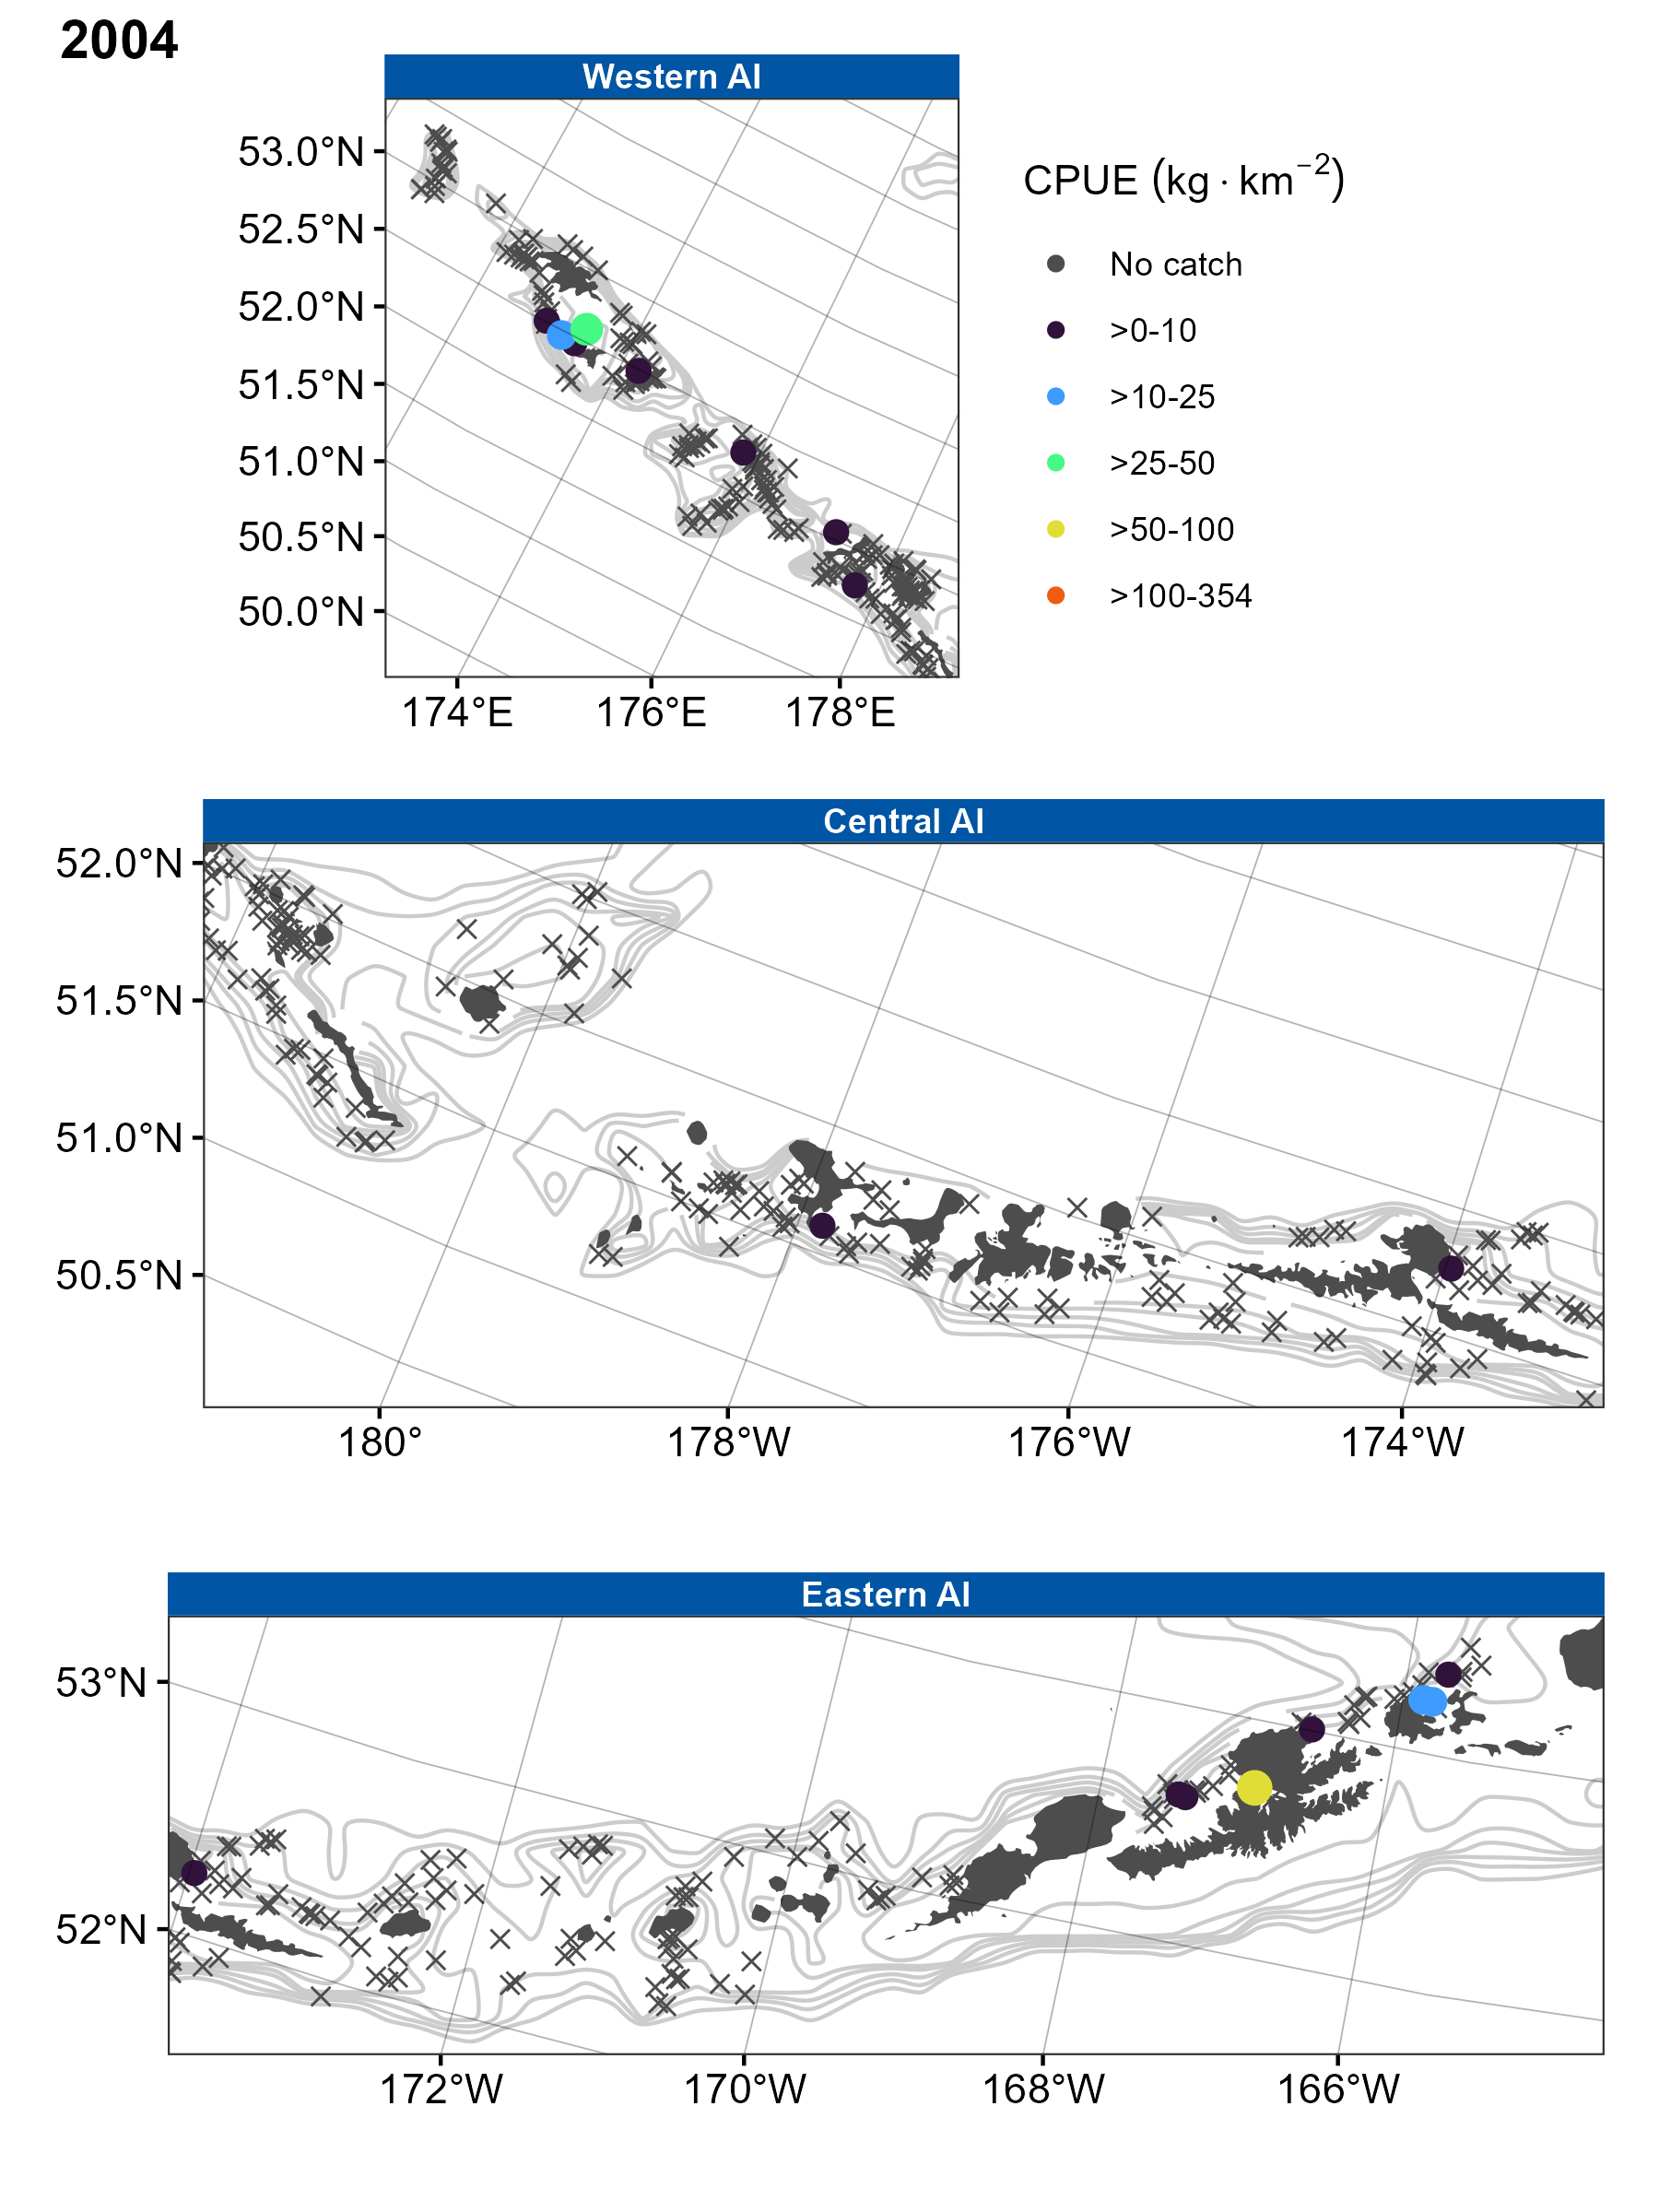 2004
Western AI
53.0°N
52.5°N
52.0°N
51.5°N
51.0°N
50.5°N
50.0°N
174°E 176°E 178°E
CPUE (kg · km⁻²)
No catch
>0-10
>10-25
>25-50
>50-100
>100-354
Central AI
52.0°N
51.5°N
51.0°N
50.5°N
180° 178°W 176°W 174°W
Eastern AI
53°N
52°N
172°W 170°W 168°W 166°W